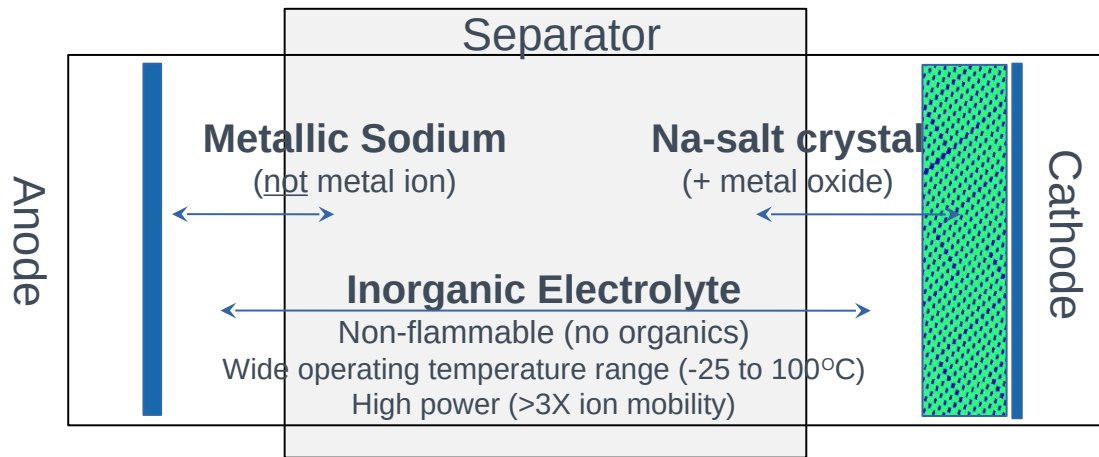 Separator
Anode
Metallic Sodium
(not metal ion)
Na-salt crystal
(+ metal oxide)
Cathode
Inorganic Electrolyte
Non-flammable (no organics)
Wide operating temperature range (-25 to 100ᴼC)
High power (>3X ion mobility)